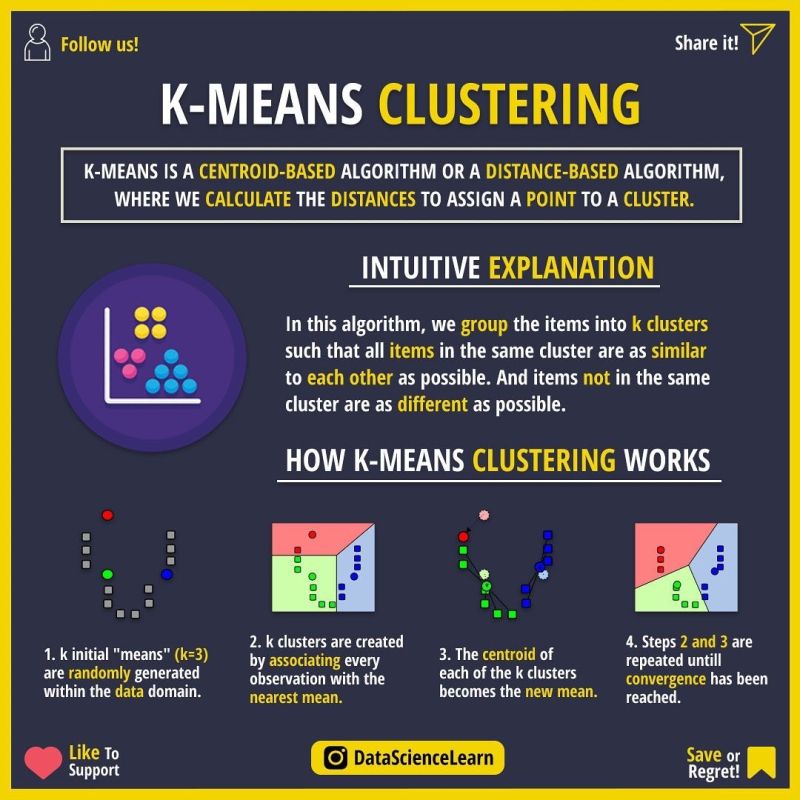 Follow us!
Share it!
K-MEANS CLUSTERING
K-MEANS IS A CENTROID-BASED ALGORITHM OR A DISTANCE-BASED ALGORITHM,
WHERE WE CALCULATE THE DISTANCES TO ASSIGN A POINT TO A CLUSTER.
INTUITIVE EXPLANATION
In this algorithm, we group the items into k clusters
such that all items in the same cluster are as similar
to each other as possible. And items not in the same
cluster are as different as possible.
HOW K-MEANS CLUSTERING WORKS
1. k initial "means" (k=3)
are randomly generated
within the data domain.
2. k clusters are created
by associating every
observation with the
nearest mean.
3. The centroid of
each of the k clusters
becomes the new mean.
4. Steps 2 and 3 are
repeated untill
convergence has been
reached.
Like To
Support
DataScienceLearn
Save or
Regret!